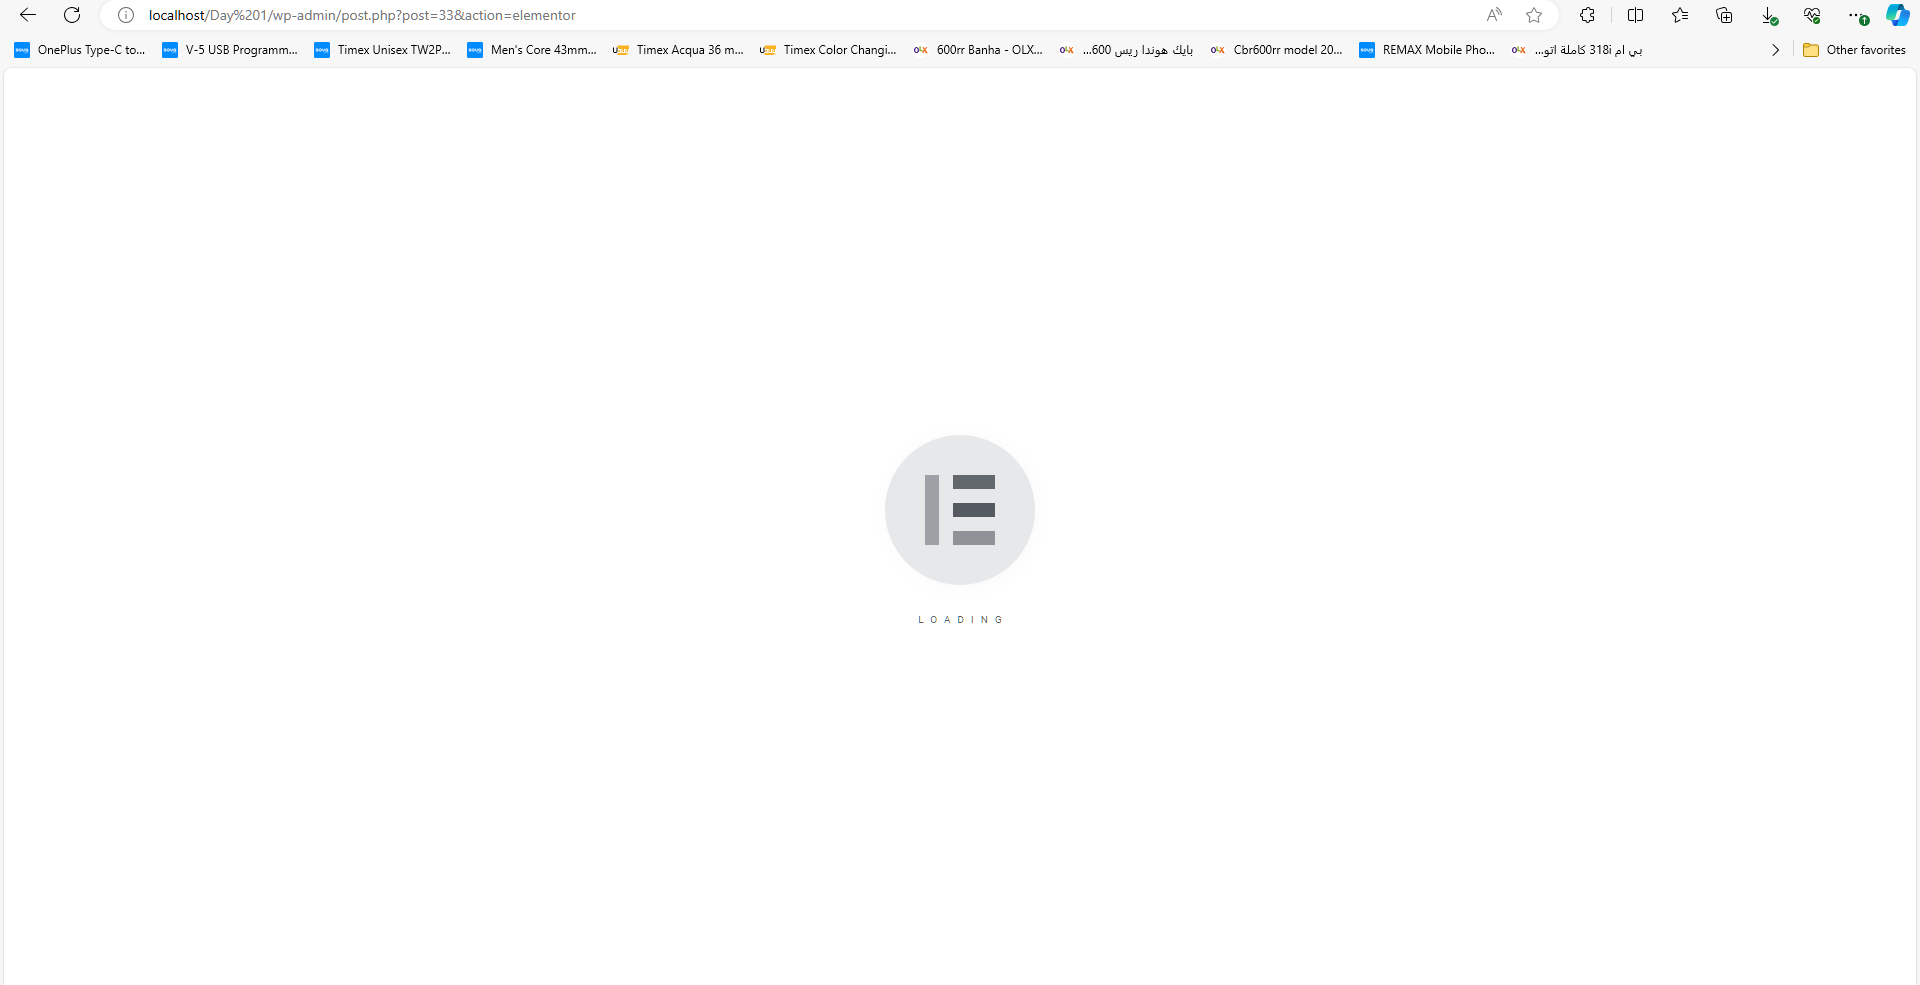 localhost/Day%201/wp-admin/post.php?post=33&action=elementor
OnePlus Type-C to... V-5 USB Programm... Timex Unisex TW2P... Men's Core 43mm... Timex Acqua 36 m... Timex Color Changi... 600rr Banha - OLX... بايك هوندا ريس 600... Cbr600rr model 20... REMAX Mobile Pho... بي ام 318i كاملة اتو... Other favorites
LOADING